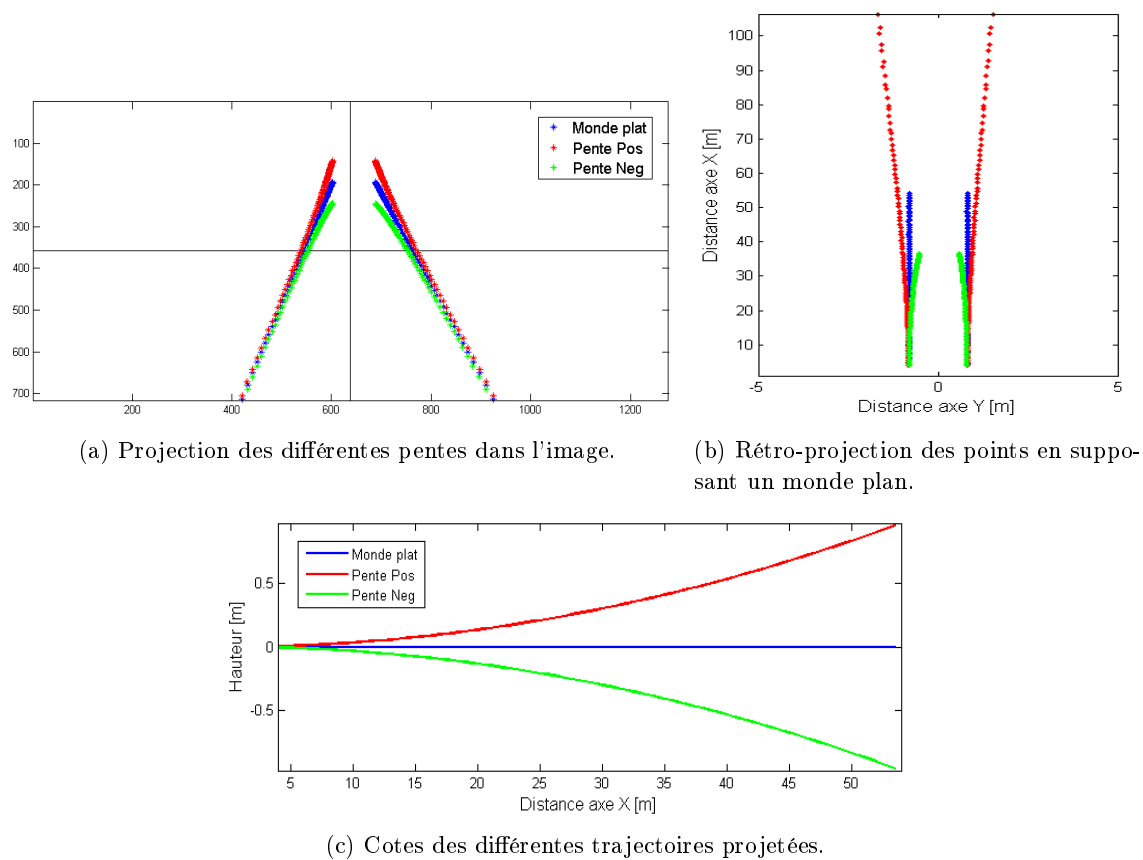 100
200
300
400
500
600
700
200
400
600
800
1000
1200
Monde plat
Pente Pos
Pente Neg
(a) Projection des différentes pentes dans l'image.
100
90
80
70
60
50
40
30
20
10
-5
0
5
Distance axe X [m]
Distance axe Y [m]
(b) Rétro-projection des points en suppo-
sant un monde plan.
Monde plat
Pente Pos
Pente Neg
0.5
0
-0.5
Hauteur [m]
5
10
15
20
25
30
35
40
45
50
Distance axe X [m]
(c) Cotes des différentes trajectoires projetées.